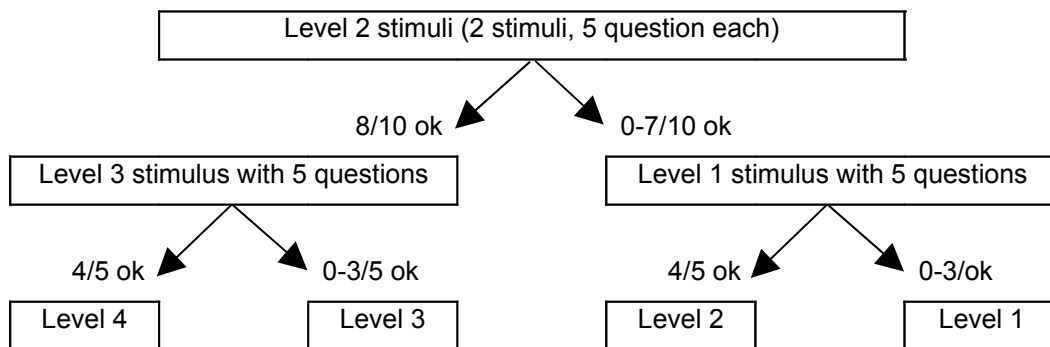 Level 2 stimuli (2 stimuli, 5 question each)
8/10 ok
0-7/10 ok
Level 3 stimulus with 5 questions
Level 1 stimulus with 5 questions
4/5 ok
0-3/5 ok
4/5 ok
0-3/ok
Level 4
Level 3
Level 2
Level 1